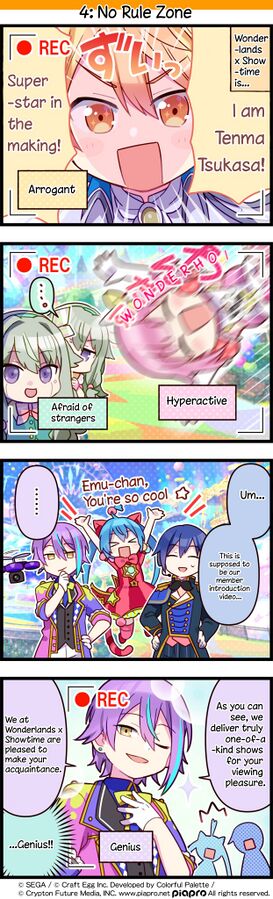 4: No Rule Zone
REC
ずいっ
Wonder
-lands
x Show
-time
is...
Super
-star in
the
making!
I am
Tenma
Tsukasa!
Arrogant
REC
WONDERHOI
...
Afraid of
strangers
Hyperactive
Emu-chan,
You're so cool
Um...
This is
supposed to
be our
member
introduction
video...
......
REC
As you can
see, we
deliver truly
one-of-a
-kind shows
for your
viewing
pleasure.
We at
Wonderlands x
Showtime are
pleased to
make your
acquaintance.
...Genius!!
Genius
© SEGA / © Craft Egg Inc. Developed by Colorful Palette /
© Crypton Future Media, INC. www.piapro.net piapro All rights reserved.